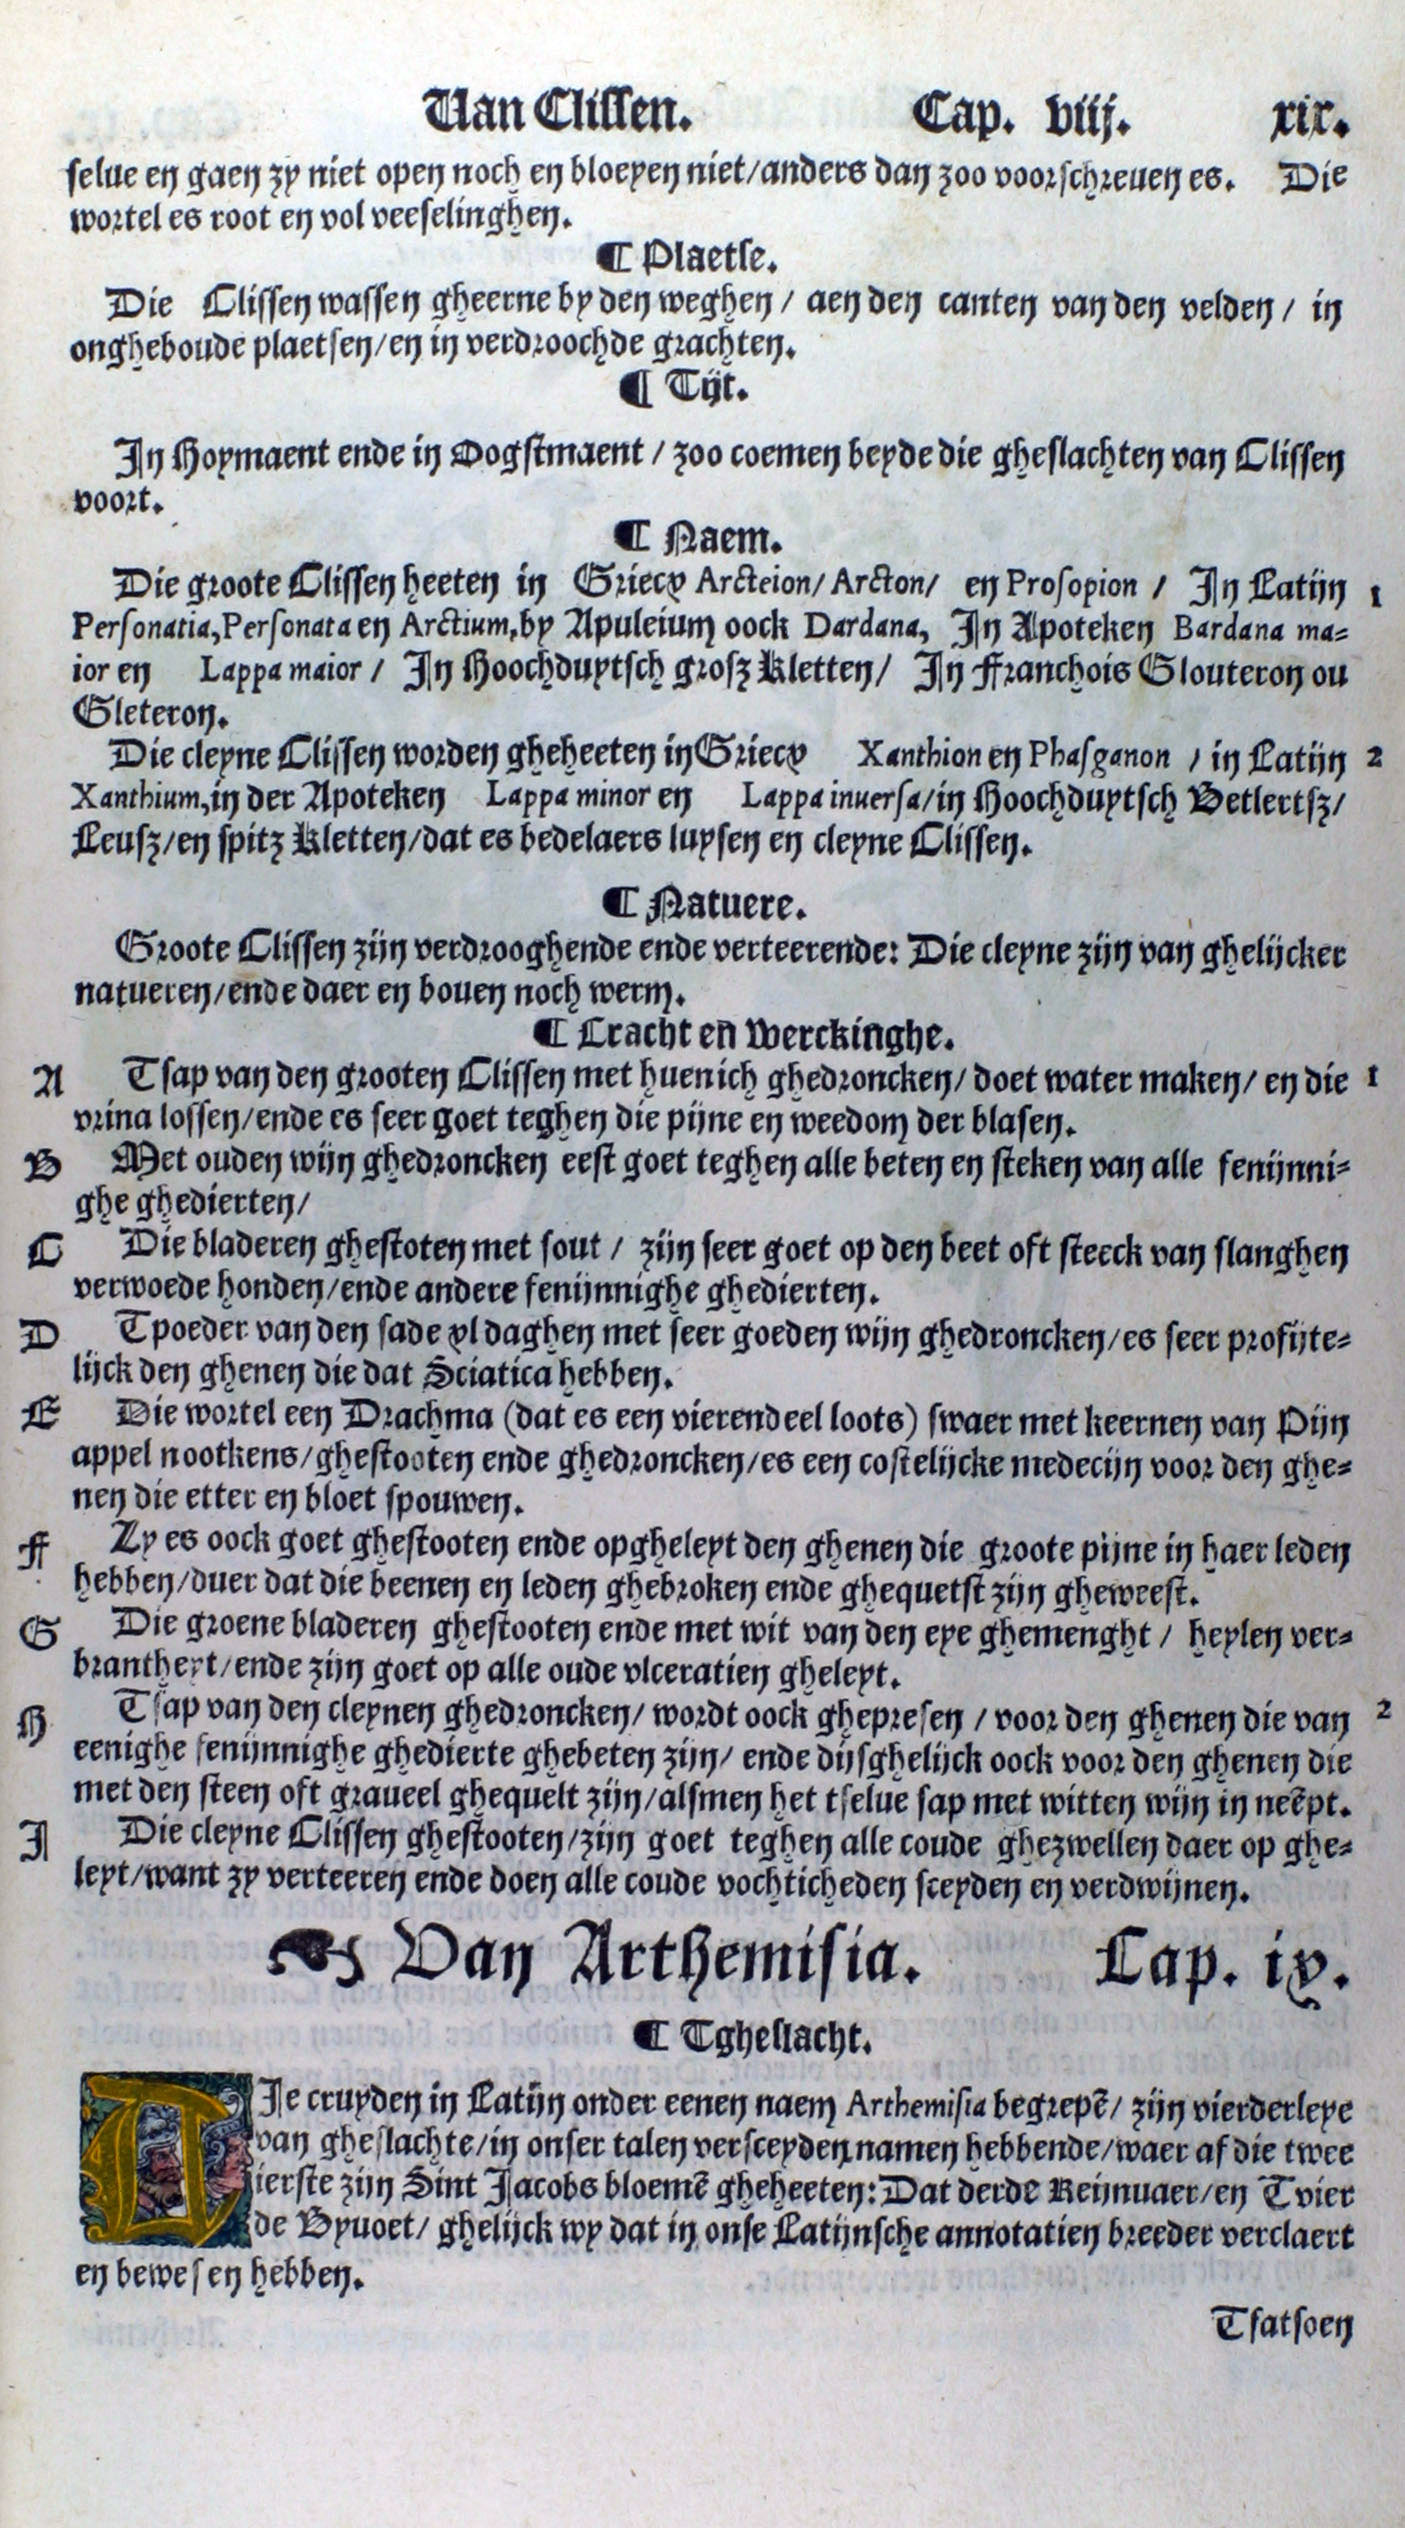 Van Clissen. Cap. viij. xix.
selue en gaen zy niet open noch en bloeyen niet/anders dan zoo voorschreuen es. Die
wortel es root en vol veeselinghen.
¶ Plaetse.
Die Clissen wassen gheerne by den weghen / aen den canten van den velden / in
ongheboude plaetsen/en in verdroochde grachten.
¶ Tijt.
In Hoymaent ende in Oogstmaent / zoo coemen beyde die gheslachten van Clissen
voort.
¶ Naem.
Die groote Clissen heeten in Griecx Arcteion/ Arcton/ en Prosopion / In Latijn 1
Personatia, Personata en Arctium, by Apuleium oock Dardana, In Apoteken Bardana ma=
ior en Lappa maior / In Hoochduytsch grosz Kletten/ In Franchois Glouteron ou
Gleteron.
Die cleyne Clissen worden gheheeten in Griecx Xanthion en Phasganon / in Latijn 2
Xanthium, in der Apoteken Lappa minor en Lappa inuersa/in Hoochduytsch Betlertsz/
Leusz/en spitz Kletten/dat es bedelaers luysen en cleyne Clissen.
¶ Natuere.
Groote Clissen zijn verdrooghende ende verteerende: Die cleyne zijn van ghelijcker
natueren/ende daer en bouen noch werm.
¶ Cracht en Werckinghe.
A Tsap van den grooten Clissen met huenich ghedroncken/ doet water maken/ en die 1
vrina lossen/ende es seer goet teghen die pijne en weedom der blasen.
B Met ouden wijn ghedroncken eest goet teghen alle beten en steken van alle fenijnni=
ghe ghedierten/
C Die bladeren ghestoten met sout / zijn seer goet op den beet oft steeck van slanghen
verwoede honden/ende andere fenijnnighe ghedierten.
D Tpoeder van den sade xl daghen met seer goeden wijn ghedroncken/es seer profijte=
lijck den ghenen die dat Sciatica hebben.
E Die wortel een Drachma (dat es een vierendeel loots) swaer met keernen van Pijn
appel nootkens/ghestooten ende ghedroncken/es een costelijcke medecijn voor den ghe=
nen die etter en bloet spouwen.
F Zy es oock goet ghestooten ende opgheleyt den ghenen die groote pijne in haer leden
hebben/duer dat die beenen en leden ghebroken ende ghequetst zijn gheweest.
G Die groene bladeren ghestooten ende met wit van den eye ghemenght / heylen ver=
brantheyt/ende zijn goet op alle oude vlceratien gheleyt.
H Tsap van den cleynen ghedroncken/ wordt oock ghepresen / voor den ghenen die van 2
eenighe fenijnnighe ghedierte ghebeten zijn/ ende dijsghelijck oock voor den ghenen die
met den steen oft graueel ghequelt zijn/alsmen het tselue sap met witten wijn in neēpt.
I Die cleyne Clissen ghestooten/zijn goet teghen alle coude ghezwellen daer op ghe=
leyt/want zy verteeren ende doen alle coude vochticheden sceyden en verdwijnen.
☙ Van Arthemisia. Cap. ix.
¶ Tgheslacht.
DIe cruyden in Latijn onder eenen naem Arthemisia begrepē/ zijn vierderleye
van gheslachte/in onser talen versceyden namen hebbende/waer af die twee
ierste zijn Sint Jacobs bloemē gheheeten: Dat derde Reijnuaer/en Tvier
de Byuoet/ ghelijck wy dat in onse Latijnsche annotatien breeder verclaert
en bewesen hebben.
Tfatsoen